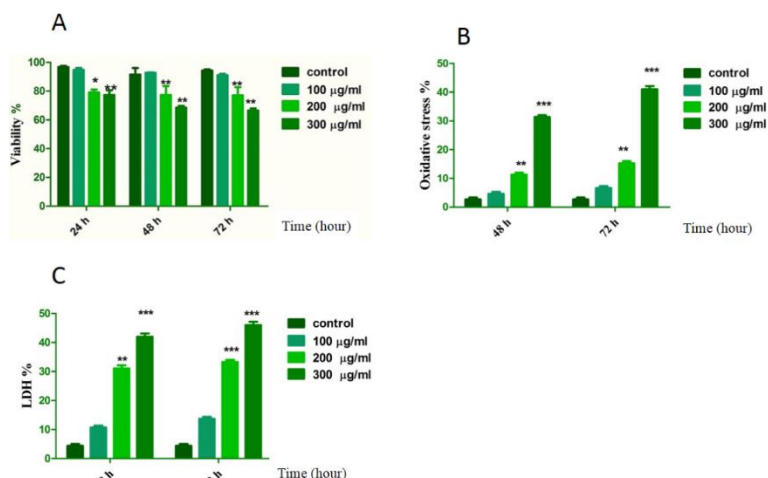 A
100
80
60
40
20
0
Viability %
* ** ** ** ** **
24 h 48 h 72 h
Time (hour)
control
100 µg/ml
200 µg/ml
300 µg/ml
B
50
40
30
20
10
0
Oxidative stress %
** *** ** ***
48 h 72 h
Time (hour)
control
100 µg/ml
200 µg/ml
300 µg/ml
C
50
40
30
20
10
0
LDH %
** *** *** ***
h h
Time (hour)
control
100 µg/ml
200 µg/ml
300 µg/ml